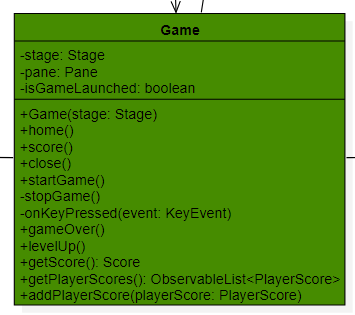 Game
-stage: Stage
-pane: Pane
-isGameLaunched: boolean
+Game(stage: Stage)
+home()
+score()
+close()
+startGame()
-stopGame()
-onKeyPressed(event: KeyEvent)
+gameOver()
+levelUp()
+getScore(): Score
+getPlayerScores(): ObservableList<PlayerScore>
+addPlayerScore(playerScore: PlayerScore)